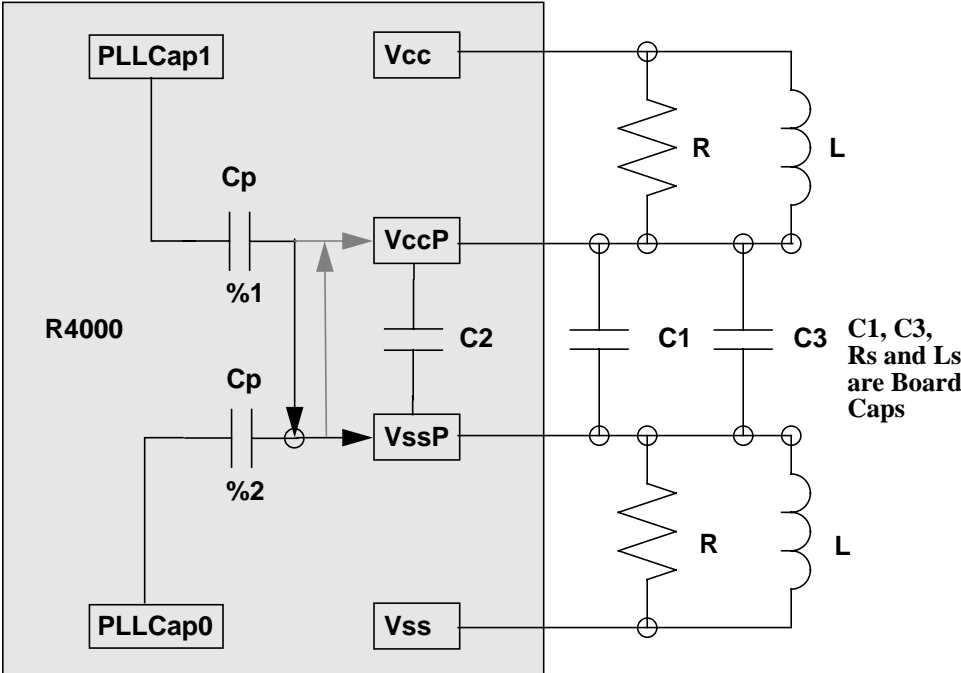 PLLCap1
Vcc
R
L
Cp
VccP
%1
R4000
C2
C1
C3
C1, C3,
Rs and Ls
are Board
Caps
Cp
VssP
%2
R
L
PLLCap0
Vss